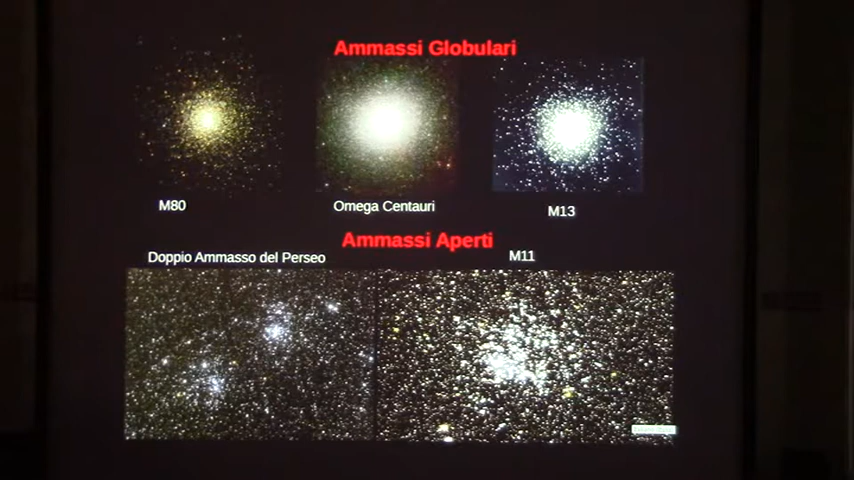 Ammassi Globulari
M80
Omega Centauri
M13
Ammassi Aperti
Doppio Ammasso del Perseo
M11